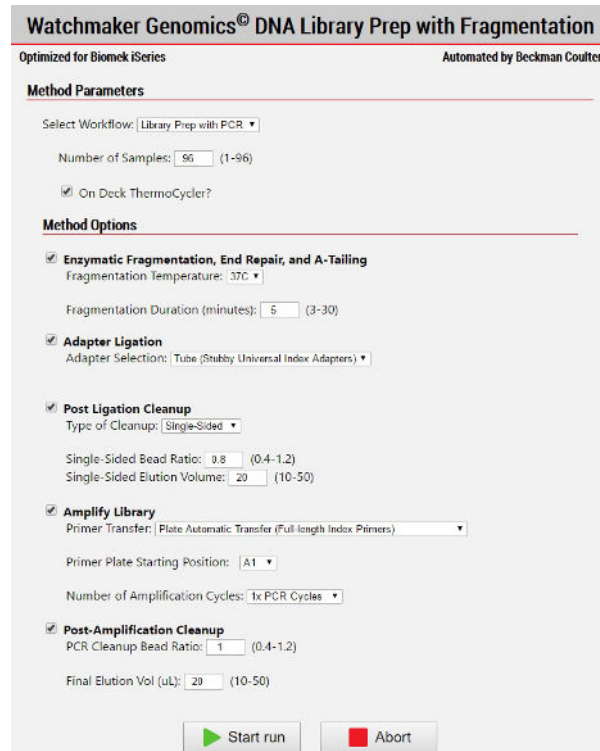 Watchmaker Genomics© DNA Library Prep with Fragmentation
Optimized for Biomek iSeries Automated by Beckman Coulter
Method Parameters
Select Workflow: Library Prep with PCR
Number of Samples: 96 (1-96)
On Deck ThermoCycler?
Method Options
Enzymatic Fragmentation, End Repair, and A-Tailing
Fragmentation Temperature: 37C
Fragmentation Duration (minutes): 5 (3-30)
Adapter Ligation
Adapter Selection: Tube (Stubby Universal Index Adapters)
Post Ligation Cleanup
Type of Cleanup: Single-Sided
Single-Sided Bead Ratio: 0.8 (0.4-1.2)
Single-Sided Elution Volume: 20 (10-50)
Amplify Library
Primer Transfer: Plate Automatic Transfer (Full-length Index Primers)
Primer Plate Starting Position: A1
Number of Amplification Cycles: 1x PCR Cycles
Post-Amplification Cleanup
PCR Cleanup Bead Ratio: 1 (0.4-1.2)
Final Elution Vol (uL): 20 (10-50)
Start run Abort